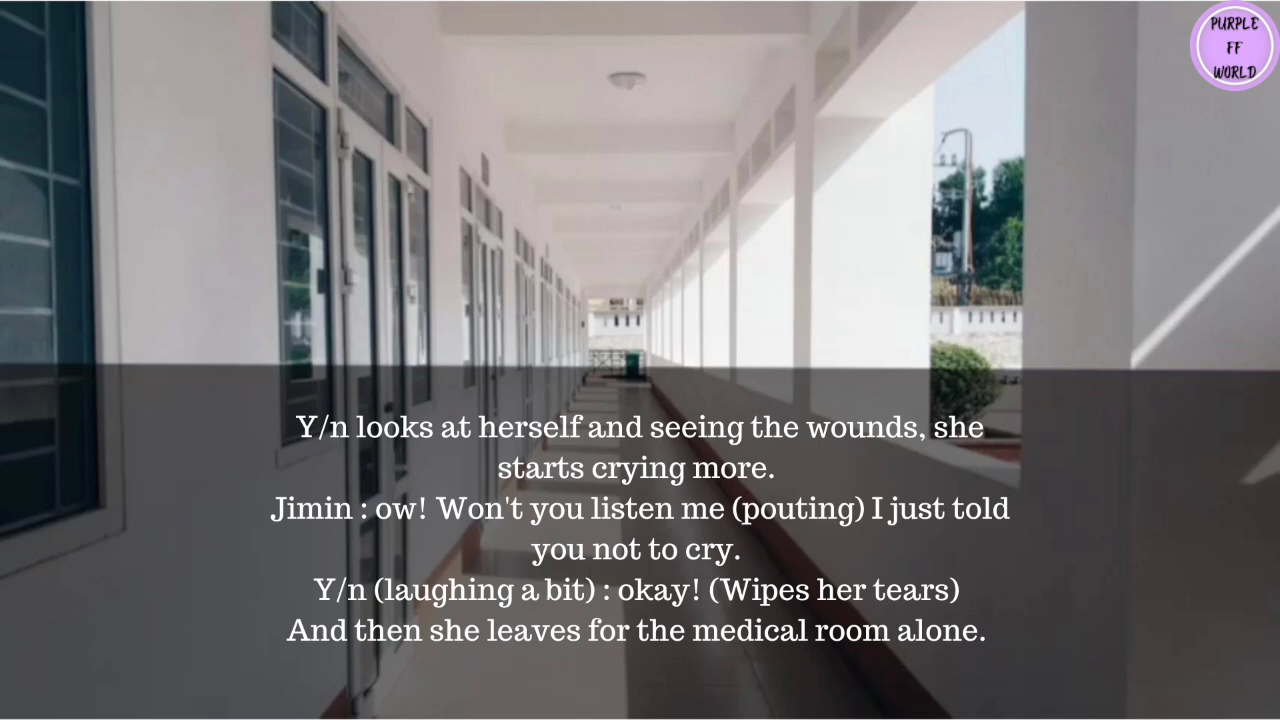 PURPLE
FF
WORLD
Y/n looks at herself and seeing the wounds, she
starts crying more.
Jimin : ow! Won't you listen me (pouting) I just told
you not to cry.
Y/n (laughing a bit) : okay! (Wipes her tears)
And then she leaves for the medical room alone.